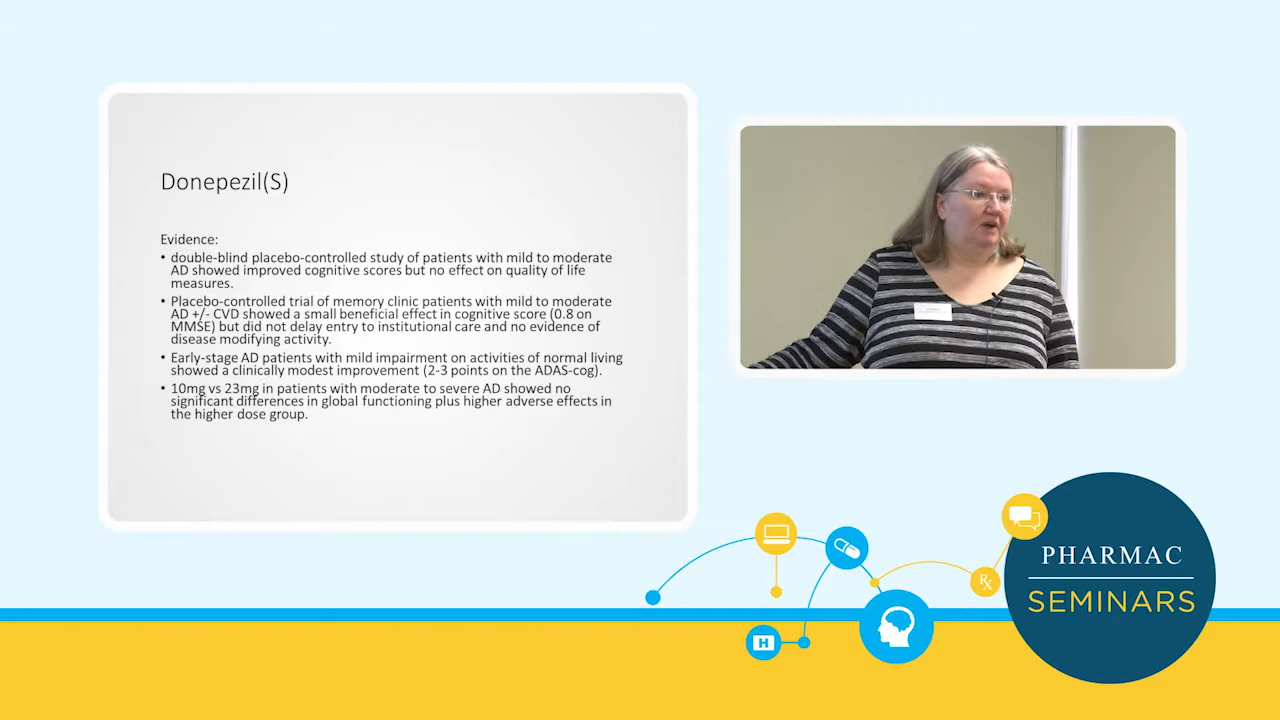 Donepezil(S)
Evidence:
• double-blind placebo-controlled study of patients with mild to moderate
AD showed improved cognitive scores but no effect on quality of life
measures.
• Placebo-controlled trial of memory clinic patients with mild to moderate
AD +/- CVD showed a small beneficial effect in cognitive score (0.8 on
MMSE) but did not delay entry to institutional care and no evidence of
disease modifying activity.
• Early-stage AD patients with mild impairment on activities of normal living
showed a clinically modest improvement (2-3 points on the ADAS-cog).
• 10mg vs 23mg in patients with moderate to severe AD showed no
significant differences in global functioning plus higher adverse effects in
the higher dose group.
Rx
H
PHARMAC
SEMINARS